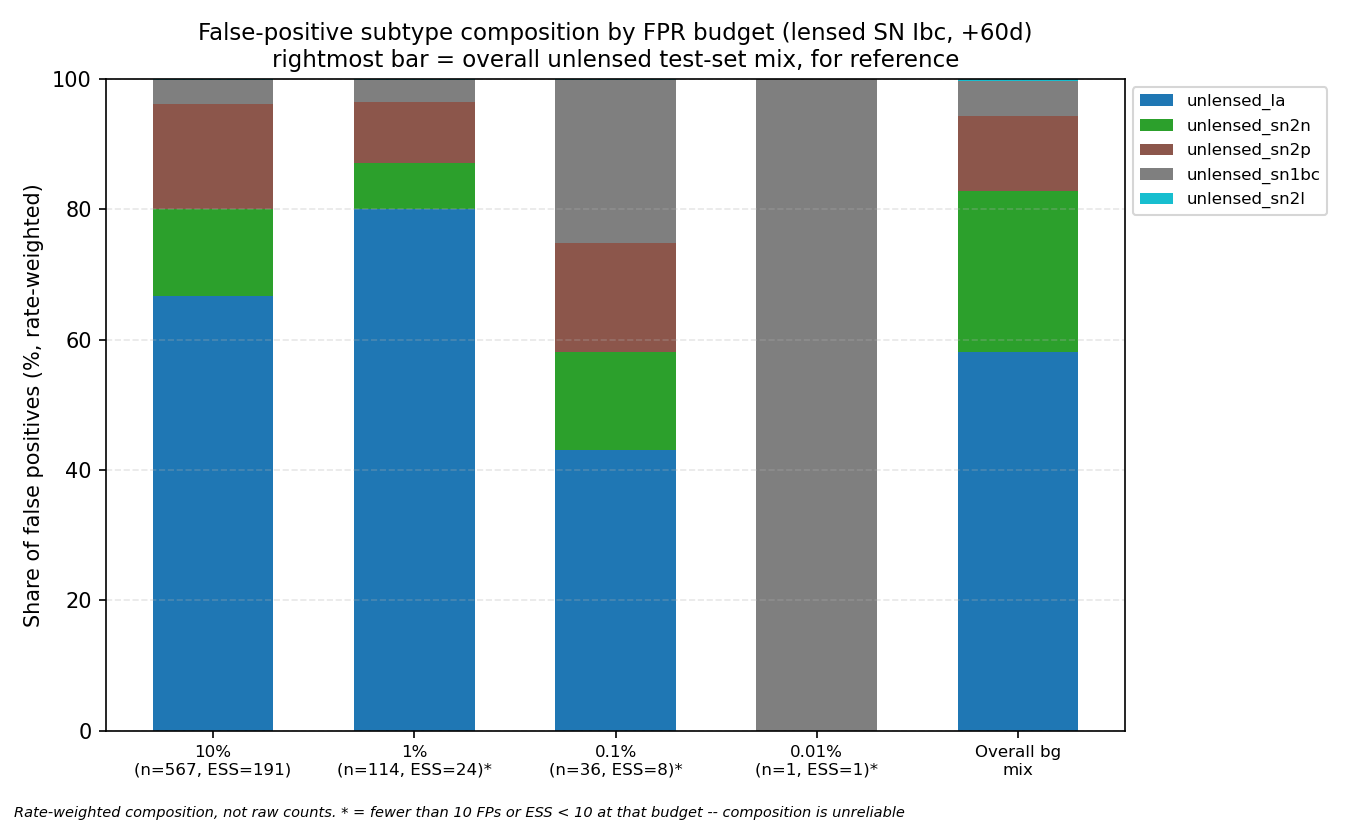 False-positive subtype composition by FPR budget (lensed SN Ibc, +60d)
rightmost bar = overall unlensed test-set mix, for reference
Share of false positives (%, rate-weighted)
100
80
60
40
20
0
unlensed_Ia
unlensed_sn2n
unlensed_sn2p
unlensed_sn1bc
unlensed_sn2l
10%
(n=567, ESS=191)
1%
(n=114, ESS=24)*
0.1%
(n=36, ESS=8)*
0.01%
(n=1, ESS=1)*
Overall bg
mix
Rate-weighted composition, not raw counts. * = fewer than 10 FPs or ESS < 10 at that budget -- composition is unreliable